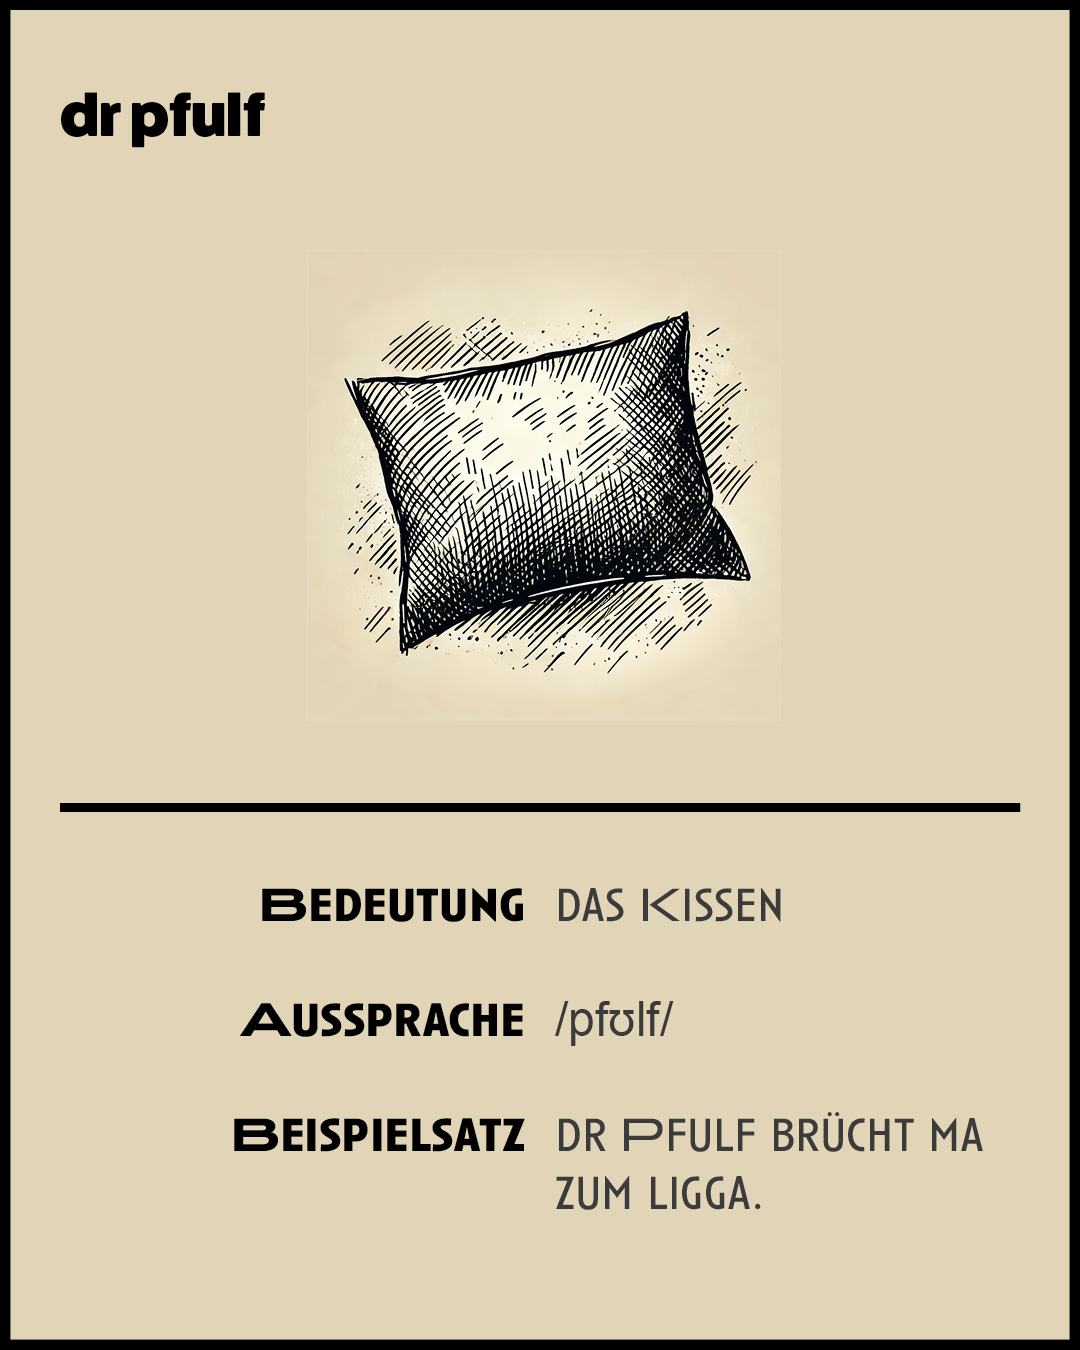 dr pfulf
Bedeutung das Kissen
Aussprache /pfʊlf/
Beispielsatz dr Pfulf brücht ma
zum ligga.